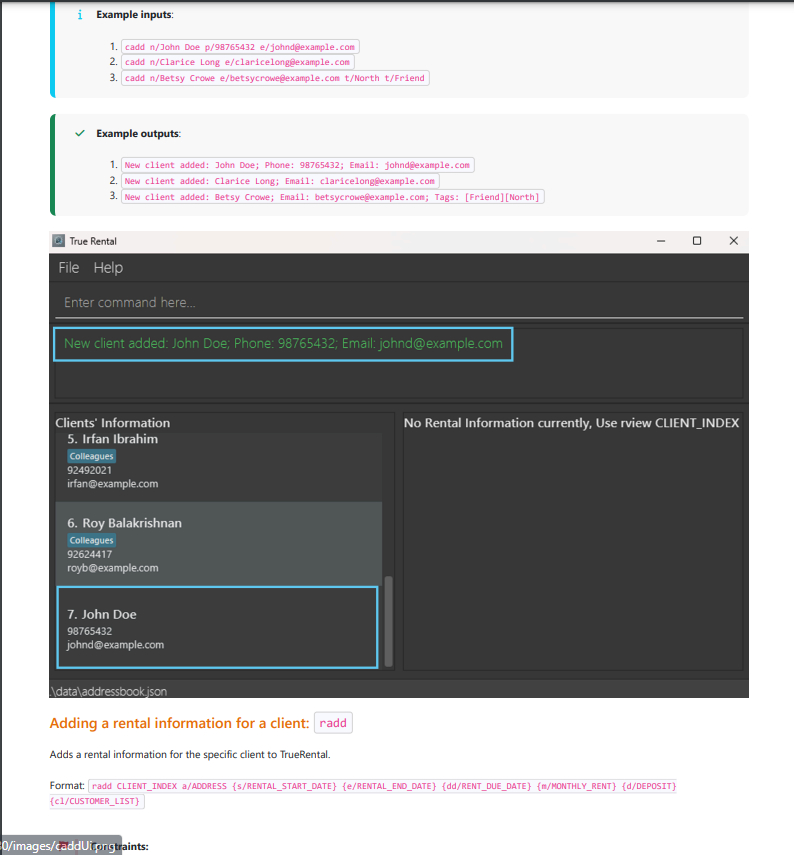 i Example inputs:
1. cadd n/John Doe p/98765432 e/johnd@example.com
2. cadd n/Clarice Long e/claricelong@example.com
3. cadd n/Betsy Crowe e/betsycrowe@example.com t/North t/Friend
Example outputs:
1. New client added: John Doe; Phone: 98765432; Email: johnd@example.com
2. New client added: Clarice Long; Email: claricelong@example.com
3. New client added: Betsy Crowe; Email: betsycrowe@example.com; Tags: [Friend][North]
True Rental
File Help
Enter command here...
New client added: John Doe; Phone: 98765432; Email: johnd@example.com
Clients' Information
5. Irfan Ibrahim
Colleagues
92492021
irfan@example.com
6. Roy Balakrishnan
Colleagues
92624417
royb@example.com
7. John Doe
98765432
johnd@example.com
No Rental Information currently, Use rview CLIENT_INDEX
.\data\addressbook.json
Adding a rental information for a client: radd
Adds a rental information for the specific client to TrueRental.
Format: radd CLIENT_INDEX a/ADDRESS {s/RENTAL_START_DATE} {e/RENTAL_END_DATE} {dd/RENT_DUE_DATE} {m/MONTHLY_RENT} {d/DEPOSIT}
{cl/CUSTOMER_LIST}
0/images/caddUi.png